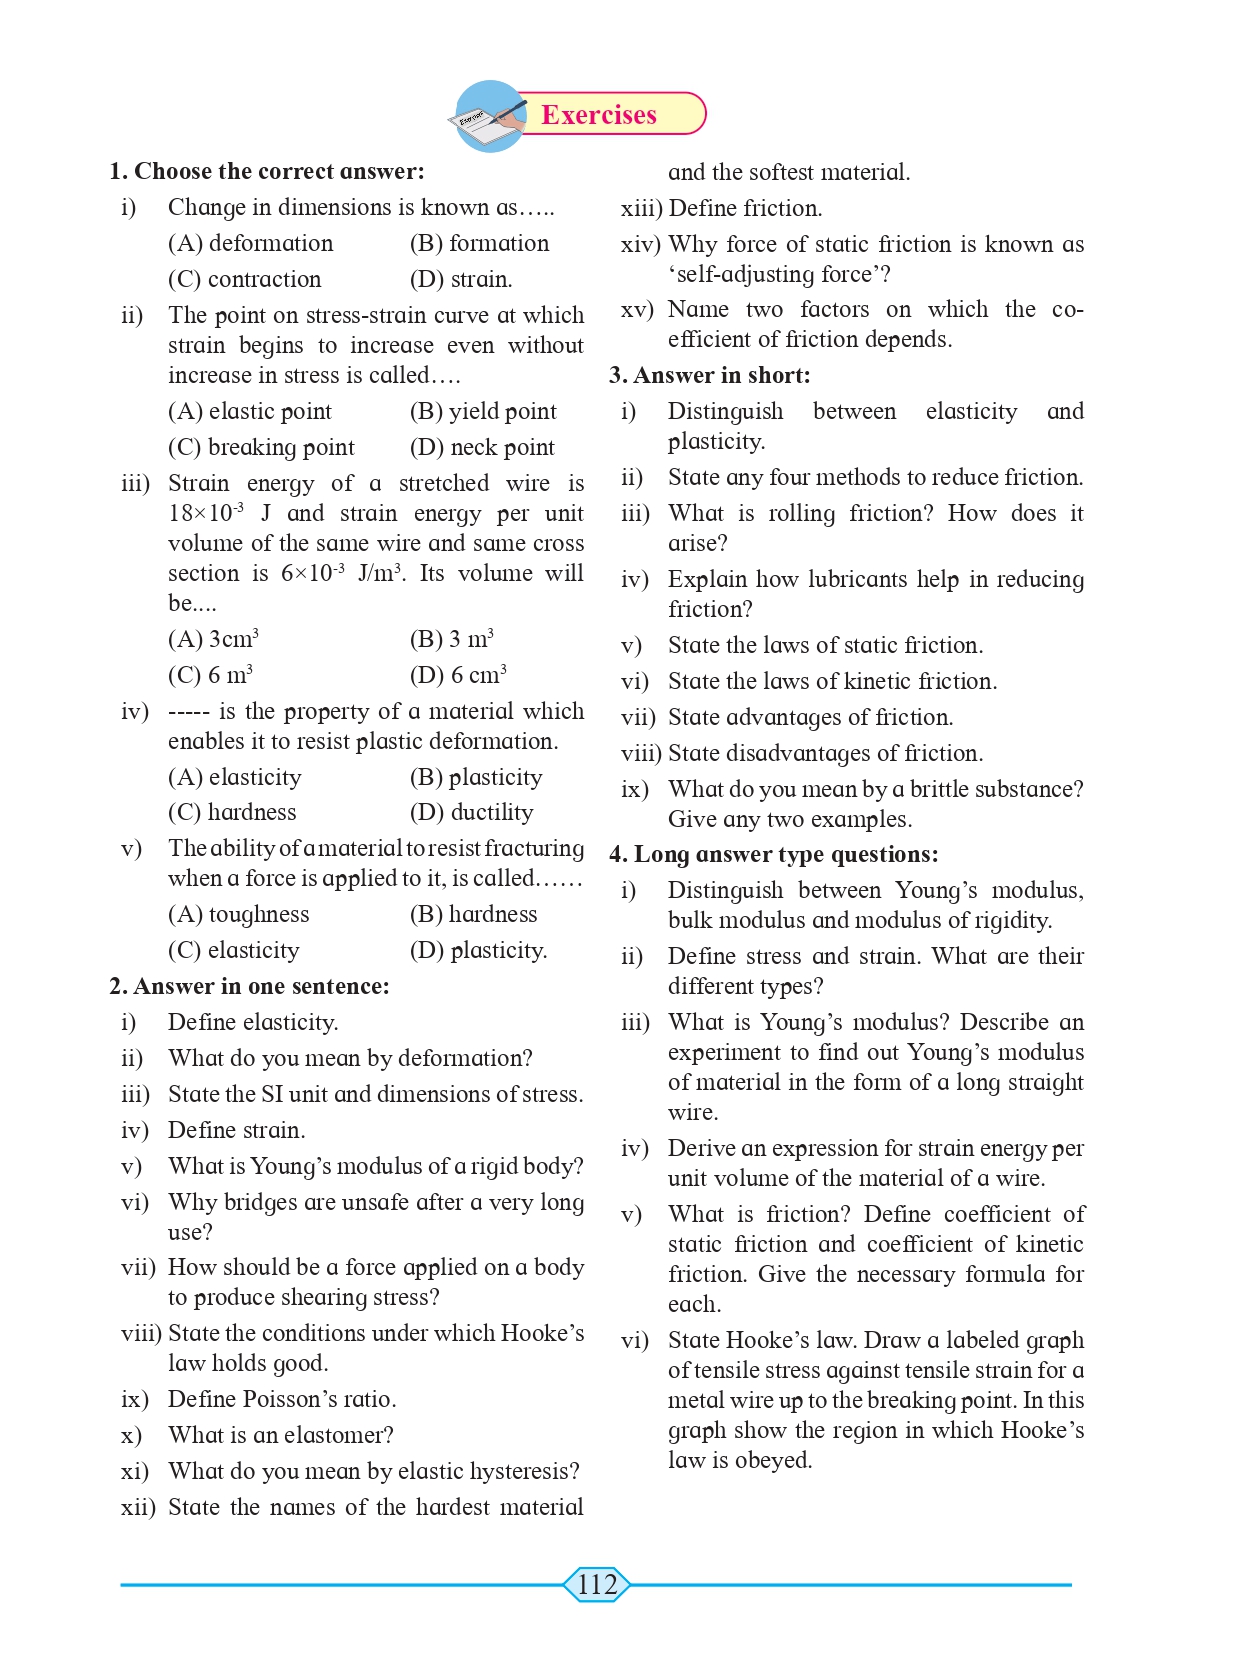 Exercises
1. Choose the correct answer:
i) Change in dimensions is known as.....
(A) deformation (B) formation
(C) contraction (D) strain.
ii) The point on stress-strain curve at which
strain begins to increase even without
increase in stress is called....
(A) elastic point (B) yield point
(C) breaking point (D) neck point
iii) Strain energy of a stretched wire is
18×10⁻³ J and strain energy per unit
volume of the same wire and same cross
section is 6×10⁻³ J/m³. Its volume will
be....
(A) 3cm³ (B) 3 m³
(C) 6 m³ (D) 6 cm³
iv) ----- is the property of a material which
enables it to resist plastic deformation.
(A) elasticity (B) plasticity
(C) hardness (D) ductility
v) The ability of a material to resist fracturing
when a force is applied to it, is called......
(A) toughness (B) hardness
(C) elasticity (D) plasticity.
2. Answer in one sentence:
i) Define elasticity.
ii) What do you mean by deformation?
iii) State the SI unit and dimensions of stress.
iv) Define strain.
v) What is Young's modulus of a rigid body?
vi) Why bridges are unsafe after a very long
use?
vii) How should be a force applied on a body
to produce shearing stress?
viii) State the conditions under which Hooke's
law holds good.
ix) Define Poisson's ratio.
x) What is an elastomer?
xi) What do you mean by elastic hysteresis?
xii) State the names of the hardest material
and the softest material.
xiii) Define friction.
xiv) Why force of static friction is known as
'self-adjusting force'?
xv) Name two factors on which the co-
efficient of friction depends.
3. Answer in short:
i) Distinguish between elasticity and
plasticity.
ii) State any four methods to reduce friction.
iii) What is rolling friction? How does it
arise?
iv) Explain how lubricants help in reducing
friction?
v) State the laws of static friction.
vi) State the laws of kinetic friction.
vii) State advantages of friction.
viii) State disadvantages of friction.
ix) What do you mean by a brittle substance?
Give any two examples.
4. Long answer type questions:
i) Distinguish between Young's modulus,
bulk modulus and modulus of rigidity.
ii) Define stress and strain. What are their
different types?
iii) What is Young's modulus? Describe an
experiment to find out Young's modulus
of material in the form of a long straight
wire.
iv) Derive an expression for strain energy per
unit volume of the material of a wire.
v) What is friction? Define coefficient of
static friction and coefficient of kinetic
friction. Give the necessary formula for
each.
vi) State Hooke's law. Draw a labeled graph
of tensile stress against tensile strain for a
metal wire up to the breaking point. In this
graph show the region in which Hooke's
law is obeyed.
112